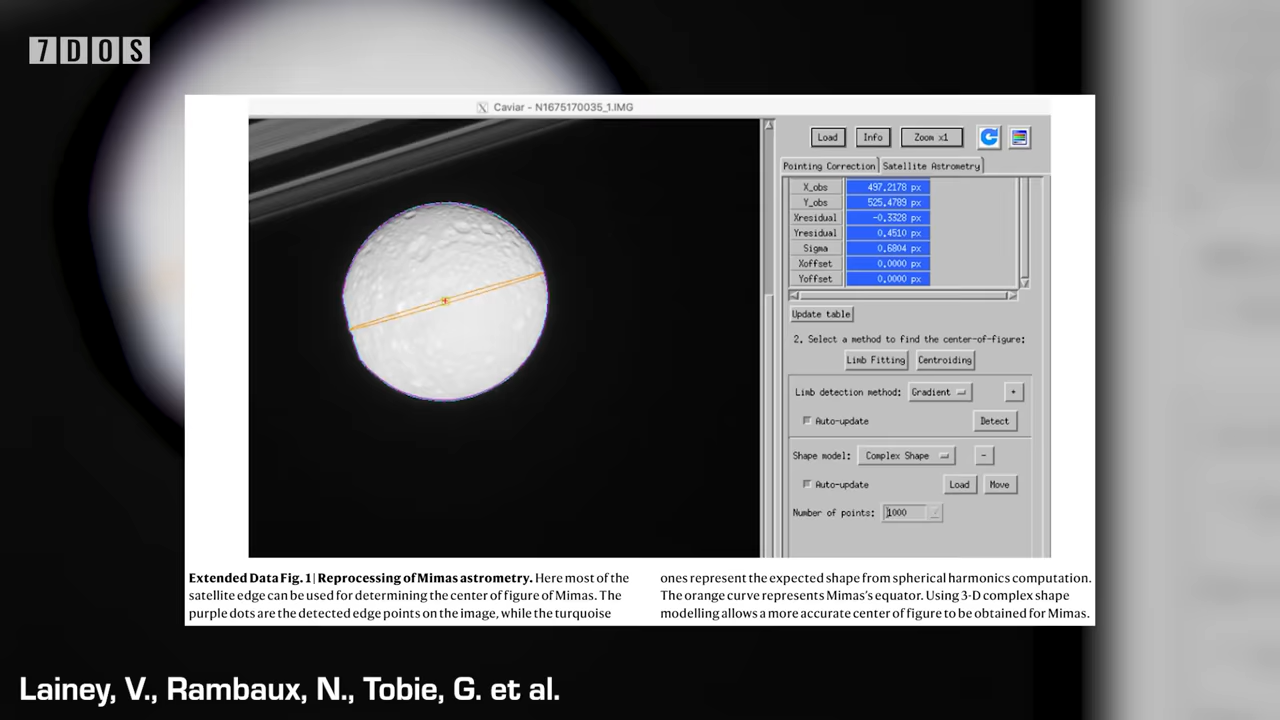 7DOS
Caviar - N1675170035_1.IMG
Load Info Zoom x1
Pointing Correction Satellite Astrometry
X_obs 497.2178 px
Y_obs 525.4789 px
Xresidual -0.3328 px
Yresidual 0.4510 px
Sigma 0.6804 px
Xoffset 0.0000 px
Yoffset 0.0000 px
Update table
2. Select a method to find the center-of-figure:
Limb Fitting Centroiding
Limb detection method: Gradient +
Auto-update Detect
Shape model: Complex Shape -
Auto-update Load Move
Number of points: 1000
Extended Data Fig. 1 | Reprocessing of Mimas astrometry. Here most of the
satellite edge can be used for determining the center of figure of Mimas. The
purple dots are the detected edge points on the image, while the turquoise
ones represent the expected shape from spherical harmonics computation.
The orange curve represents Mimas's equator. Using 3-D complex shape
modelling allows a more accurate center of figure to be obtained for Mimas.
Lainey, V., Rambaux, N., Tobie, G. et al.